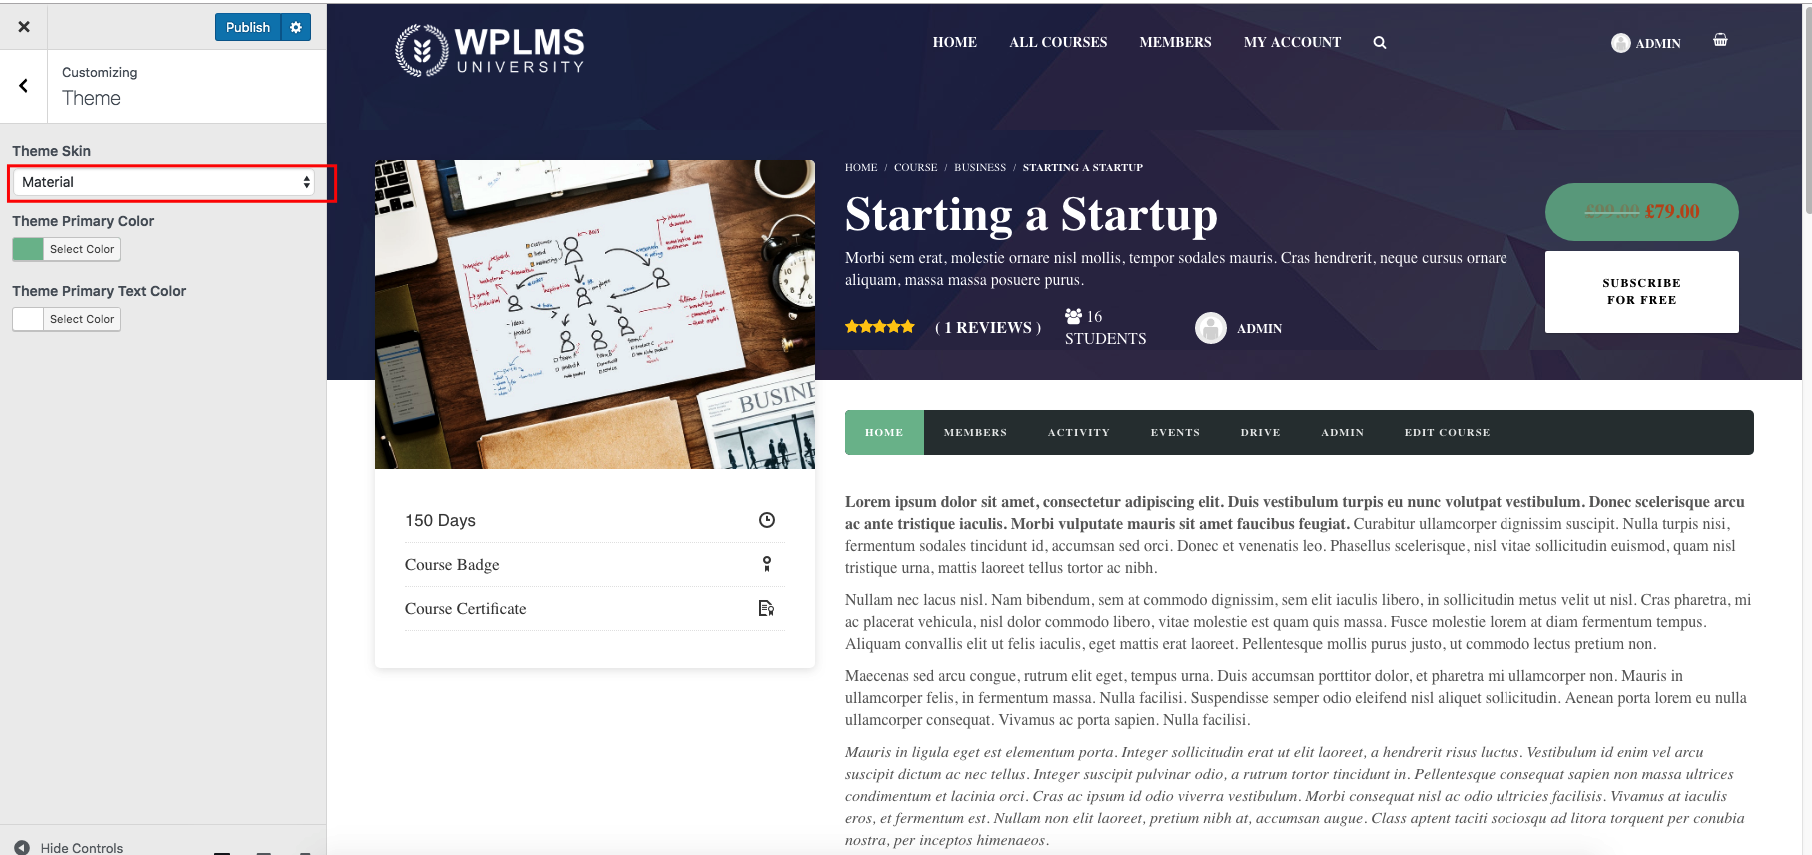 Publish
Customizing
Theme
Theme Skin
Material
Theme Primary Color
Select Color
Theme Primary Text Color
Select Color
Hide Controls
WPLMS
UNIVERSITY
HOME
ALL COURSES
MEMBERS
MY ACCOUNT
ADMIN
BUSINE
150 Days
Course Badge
Course Certificate
HOME / COURSE / BUSINESS / STARTING A STARTUP
Starting a Startup
Morbi sem erat, molestie ornare nisl mollis, tempor sodales mauris. Cras hendrerit, neque cursus ornare
aliquam, massa massa posuere purus.
( 1 REVIEWS )
16
STUDENTS
ADMIN
£99.00 £79.00
SUBSCRIBE
FOR FREE
HOME MEMBERS ACTIVITY EVENTS DRIVE ADMIN EDIT COURSE
Lorem ipsum dolor sit amet, consectetur adipiscing elit. Duis vestibulum turpis eu nunc volutpat vestibulum. Donec scelerisque arcu
ac ante tristique iaculis. Morbi vulputate mauris sit amet faucibus feugiat. Curabitur ullamcorper dignissim suscipit. Nulla turpis nisi,
fermentum sodales tincidunt id, accumsan sed orci. Donec et venenatis leo. Phasellus scelerisque, nisl vitae sollicitudin euismod, quam nisl
tristique urna, mattis laoreet tellus tortor ac nibh.
Nullam nec lacus nisl. Nam bibendum, sem at commodo dignissim, sem elit iaculis libero, in sollicitudin metus velit ut nisl. Cras pharetra, mi
ac placerat vehicula, nisl dolor commodo libero, vitae molestie est quam quis massa. Fusce molestie lorem at diam fermentum tempus.
Aliquam convallis elit ut felis iaculis, eget mattis erat laoreet. Pellentesque mollis purus justo, ut commodo lectus pretium non.
Maecenas sed arcu congue, rutrum elit eget, tempus urna. Duis accumsan porttitor dolor, et pharetra mi ullamcorper non. Mauris in
ullamcorper felis, in fermentum massa. Nulla facilisi. Suspendisse semper odio eleifend nisl aliquet sollicitudin. Aenean porta lorem eu nulla
ullamcorper consequat. Vivamus ac porta sapien. Nulla facilisi.
Mauris in ligula eget est elementum porta. Integer sollicitudin erat ut elit laoreet, a hendrerit risus luctus. Vestibulum id enim vel arcu
suscipit dictum ac nec tellus. Integer suscipit pulvinar odio, a rutrum tortor tincidunt in. Pellentesque consequat sapien non massa ultrices
condimentum et lacinia orci. Cras ac ipsum id odio viverra vestibulum. Morbi consequat nisl ac odio ultricies facilisis. Vivamus at iaculis
eros, et fermentum est. Nullam non elit laoreet, pretium nibh at, accumsan augue. Class aptent taciti sociosqu ad litora torquent per conubia
nostra, per inceptos himenaeos.